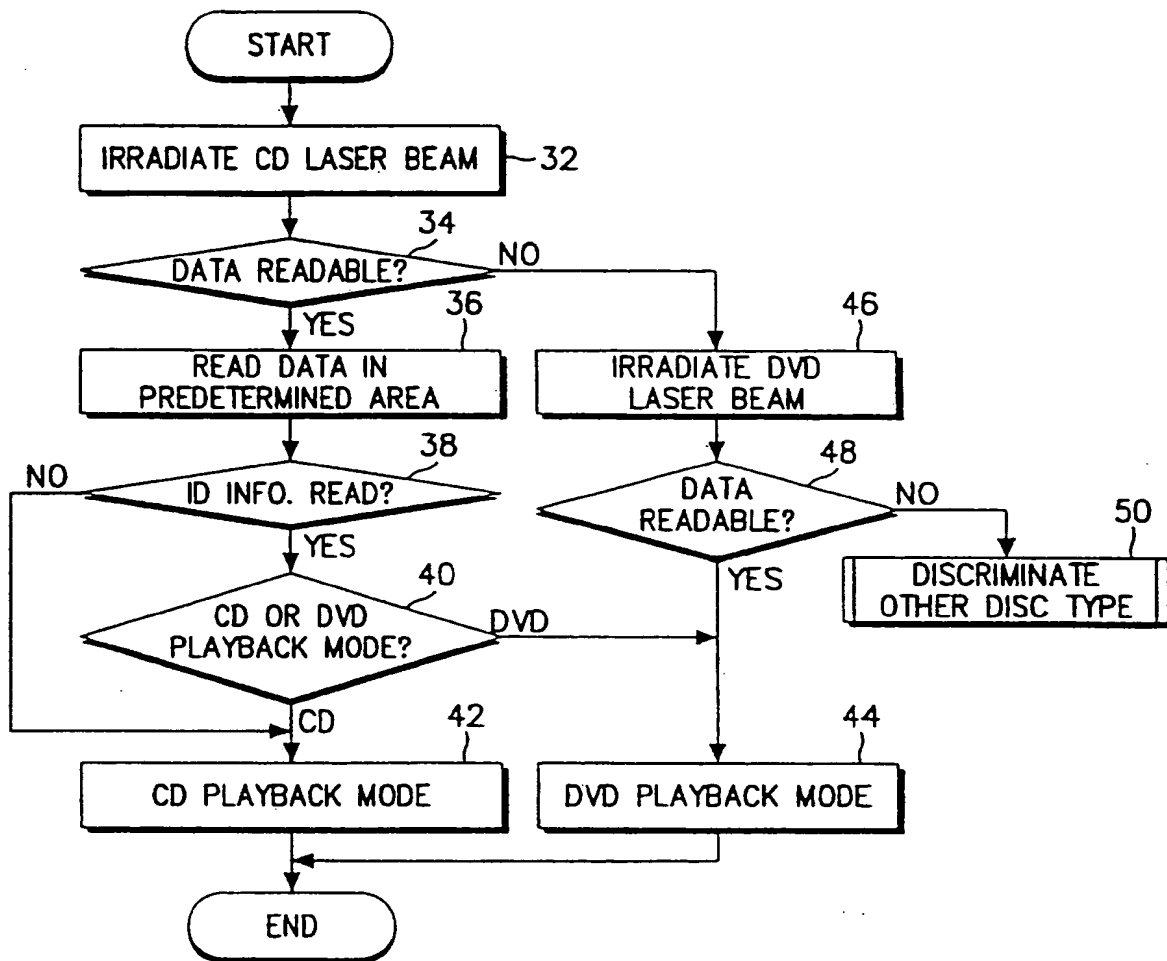 START
IRRADIATE CD LASER BEAM
32
34
DATA READABLE?
NO
YES
36
READ DATA IN
PREDETERMINED AREA
46
IRRADIATE DVD
LASER BEAM
NO
38
ID INFO. READ?
YES
48
DATA
READABLE?
NO
YES
50
DISCRIMINATE
OTHER DISC TYPE
40
CD OR DVD
PLAYBACK MODE?
DVD
CD
42
CD PLAYBACK MODE
44
DVD PLAYBACK MODE
END